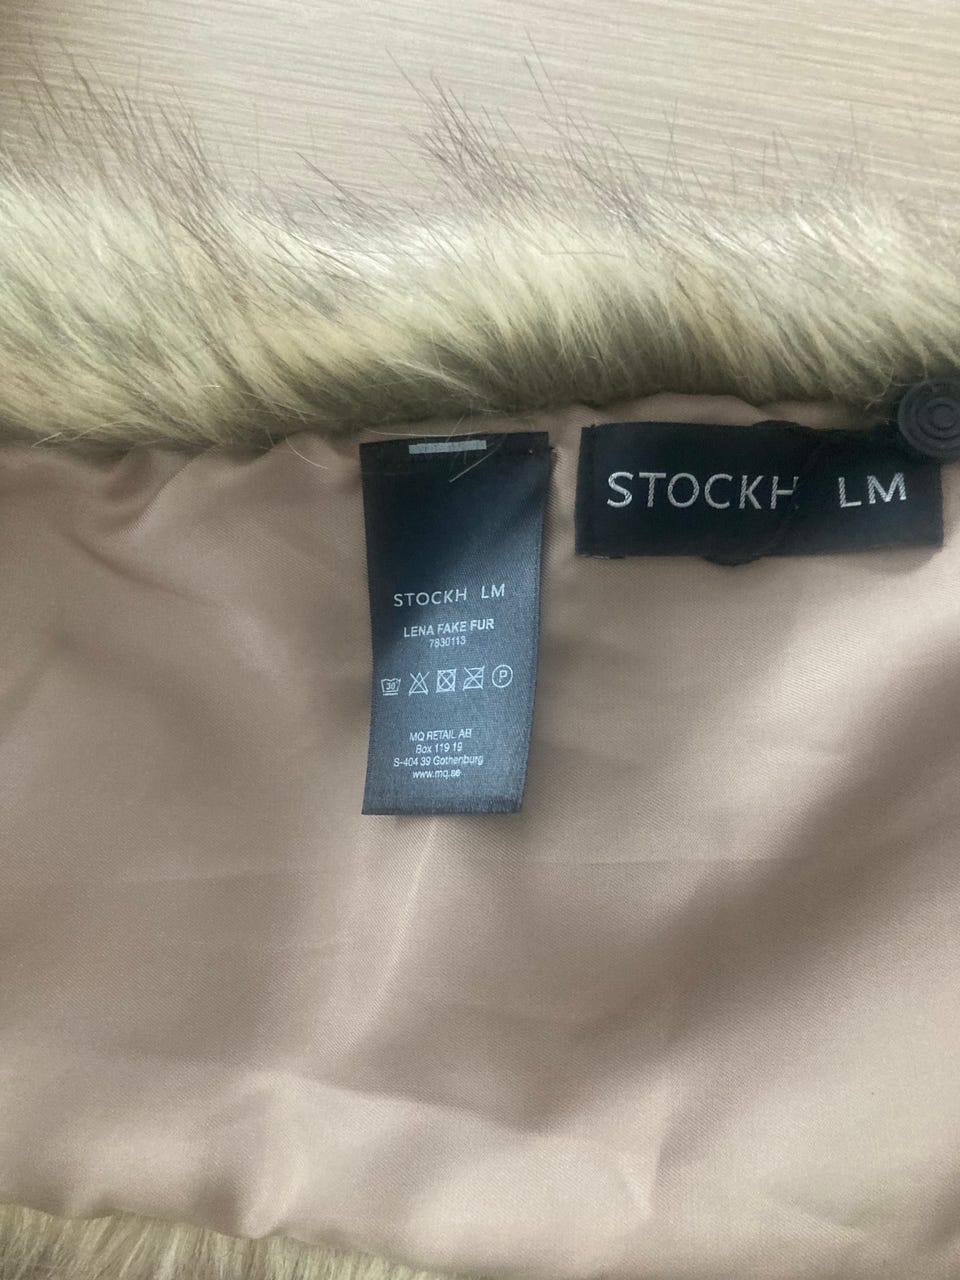 STOCKH LM
LENA FAKE FUR
7830113
30
P
MQ RETAIL AB
Box 119 19
S-404 39 Gothenburg
www.mq.se
STOCKH LM